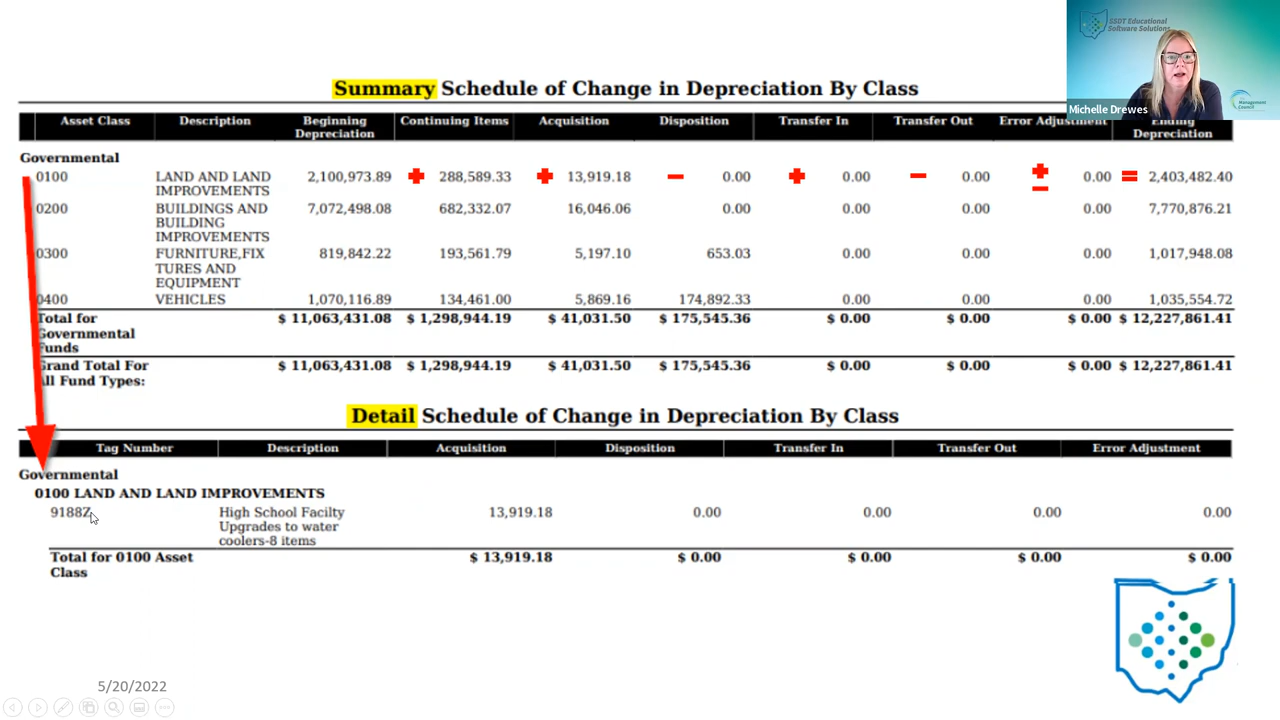 SSDT Educational
Software Solutions
Management
Council
Michelle Drewes
Summary Schedule of Change in Depreciation By Class
Asset Class Description Beginning Depreciation Continuing Items Acquisition Disposition Transfer In Transfer Out Error Adjustment Ending Depreciation
Governmental
0100 LAND AND LAND IMPROVEMENTS 2,100,973.89 + 288,589.33 + 13,919.18 − 0.00 + 0.00 − 0.00 + − 0.00 = 2,403,482.40
0200 BUILDINGS AND BUILDING IMPROVEMENTS 7,072,498.08 682,332.07 16,046.06 0.00 0.00 0.00 0.00 7,770,876.21
0300 FURNITURE,FIX TURES AND EQUIPMENT 819,842.22 193,561.79 5,197.10 653.03 0.00 0.00 0.00 1,017,948.08
0400 VEHICLES 1,070,116.89 134,461.00 5,869.16 174,892.33 0.00 0.00 0.00 1,035,554.72
Total for Governmental Funds $ 11,063,431.08 $ 1,298,944.19 $ 41,031.50 $ 175,545.36 $ 0.00 $ 0.00 $ 0.00 $ 12,227,861.41
Grand Total For All Fund Types: $ 11,063,431.08 $ 1,298,944.19 $ 41,031.50 $ 175,545.36 $ 0.00 $ 0.00 $ 0.00 $ 12,227,861.41
Detail Schedule of Change in Depreciation By Class
Tag Number Description Acquisition Disposition Transfer In Transfer Out Error Adjustment
Governmental
0100 LAND AND LAND IMPROVEMENTS
9188Z High School Facilty Upgrades to water coolers-8 items 13,919.18 0.00 0.00 0.00 0.00
Total for 0100 Asset Class $ 13,919.18 $ 0.00 $ 0.00 $ 0.00 $ 0.00
5/20/2022